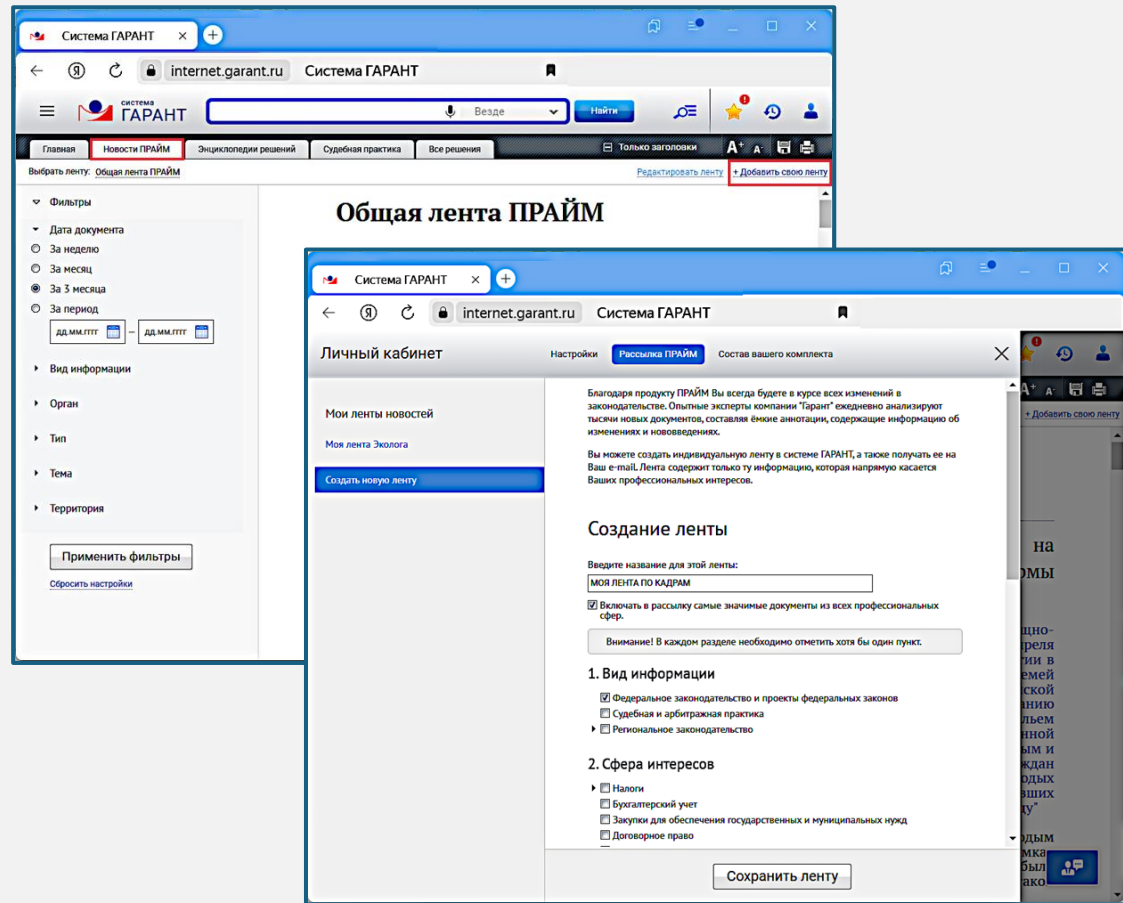 Система ГАРАНТ
internet.garant.ru Система ГАРАНТ
система
ГАРАНТ
Везде
Найти
Главная Новости ПРАЙМ Энциклопедии решений Судебная практика Все решения Только заголовки A+ A-
Выбрать ленту: Общая лента ПРАЙМ Редактировать ленту + Добавить свою ленту
Фильтры
Дата документа
За неделю
За месяц
За 3 месяца
За период
дд.мм.гггг – дд.мм.гггг
Вид информации
Орган
Тип
Тема
Территория
Применить фильтры
Сбросить настройки
Общая лента ПРАЙМ
Система ГАРАНТ
internet.garant.ru Система ГАРАНТ
Личный кабинет
Настройки Рассылка ПРАЙМ Состав вашего комплекта
Мои ленты новостей
Моя лента Эколога
Создать новую ленту
Благодаря продукту ПРАЙМ Вы всегда будете в курсе всех изменений в
законодательстве. Опытные эксперты компании "Гарант" ежедневно анализируют
тысячи новых документов, составляя ёмкие аннотации, содержащие информацию об
изменениях и нововведениях.
Вы можете создать индивидуальную ленту в системе ГАРАНТ, а также получать ее на
Ваш e-mail. Лента содержит только ту информацию, которая напрямую касается
Ваших профессиональных интересов.
Создание ленты
Введите название для этой ленты:
МОЯ ЛЕНТА ПО КАДРАМ
Включать в рассылку самые значимые документы из всех профессиональных
сфер.
Внимание! В каждом разделе необходимо отметить хотя бы один пункт.
1. Вид информации
Федеральное законодательство и проекты федеральных законов
Судебная и арбитражная практика
Региональное законодательство
2. Сфера интересов
Налоги
Бухгалтерский учет
Закупки для обеспечения государственных и муниципальных нужд
Договорное право
Сохранить ленту
A+ A-
+ Добавить свою ленту
на